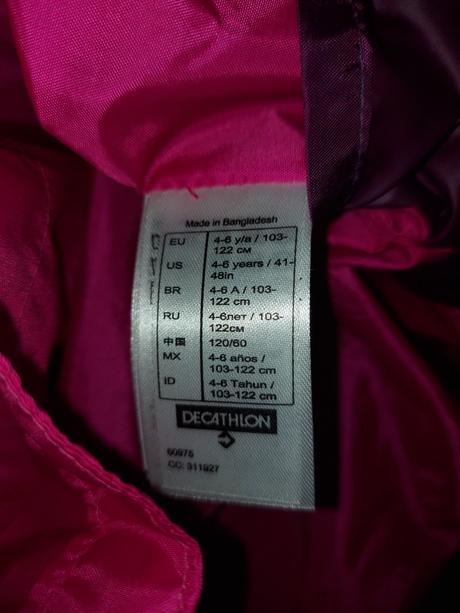 Made in Bangladesh
EU 4-6 y/a / 103-
122 см
US 4-6 years / 41-
48in
BR 4-6 A / 103-
122 cm
RU 4-6лет / 103-
122см
中国 120/60
MX 4-6 años /
103-122 cm
ID 4-6 Tahun /
103-122 cm
DECATHLON
60975
CC: 311927